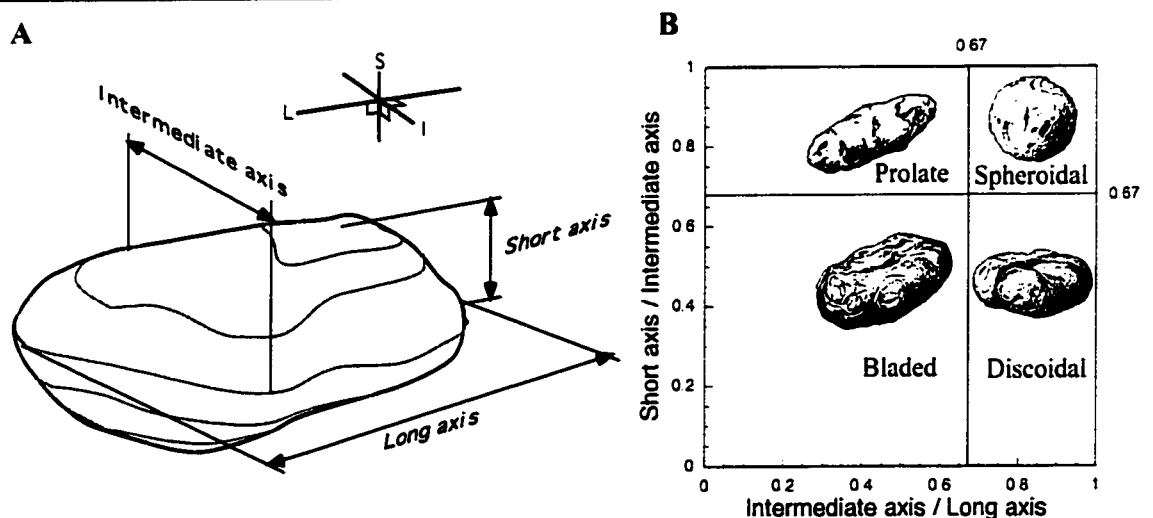 A
Intermediate axis
S
L
I
Short axis
Long axis
B
0 67
1
0.8
0.6
0.4
0.2
0
Short axis / Intermediate axis
Prolate
Spheroidal
0.67
Bladed
Discoidal
0
0 2
0 4
0 6
0 8
1
Intermediate axis / Long axis